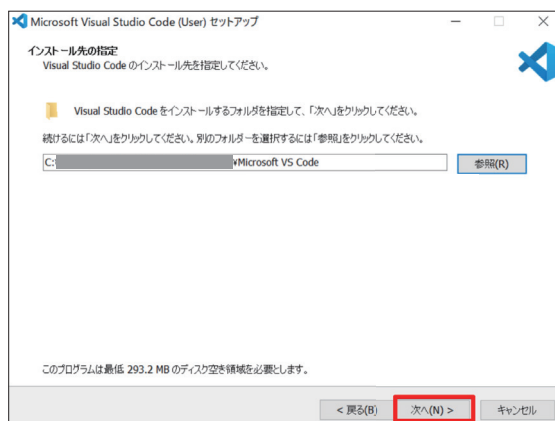 Microsoft Visual Studio Code (User) セットアップ
インストール先の指定
Visual Studio Code のインストール先を指定してください。
Visual Studio Code をインストールするフォルダを指定して、「次へ」をクリックしてください。
続けるには「次へ」をクリックしてください。別のフォルダーを選択するには「参照」をクリックしてください。
C:¥Microsoft VS Code
参照(R)
このプログラムは最低 293.2 MB のディスク空き領域を必要とします。
< 戻る(B)
次へ(N) >
キャンセル